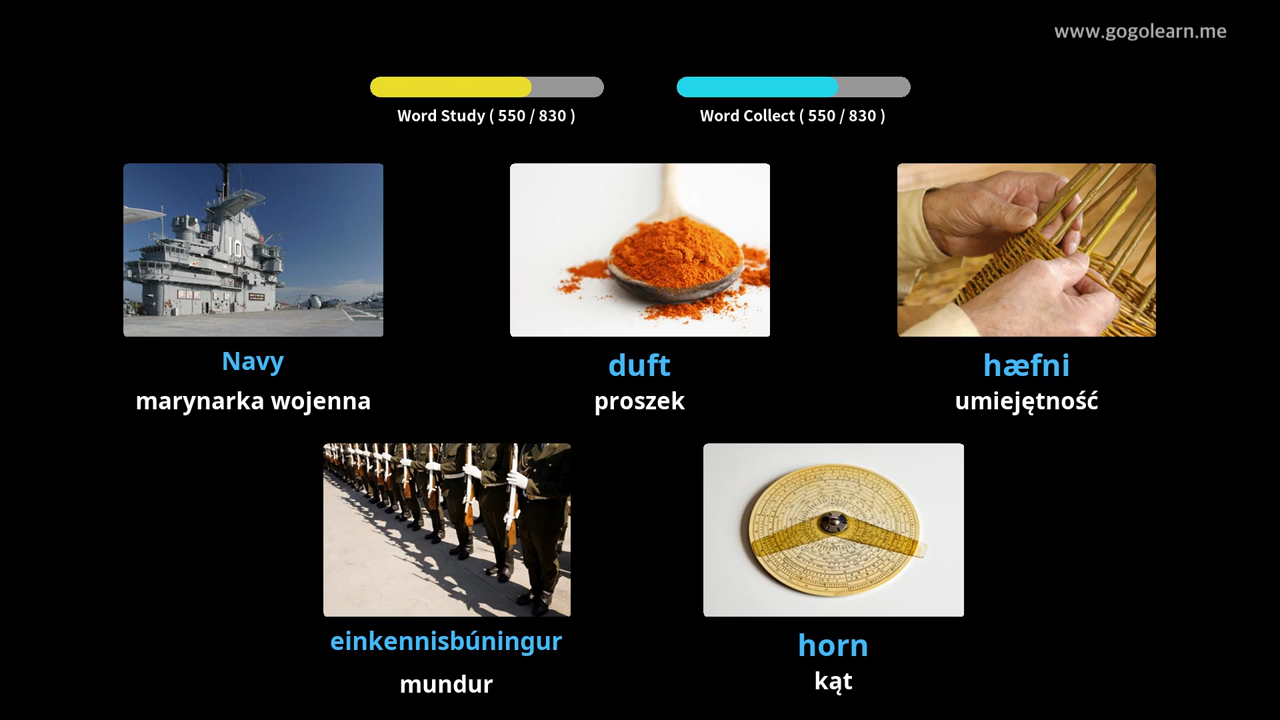 www.gogolearn.me
Word Study ( 550 / 830 )
Word Collect ( 550 / 830 )
Navy
marynarka wojenna
duft
proszek
hæfni
umiejętność
einkennisbúningur
mundur
horn
kąt